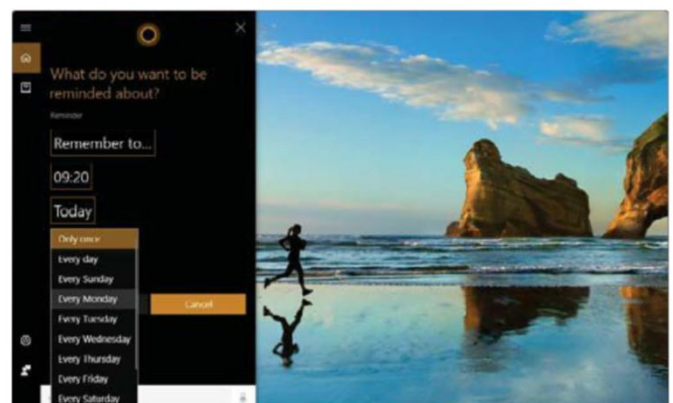 What do you want to be
reminded about?
Reminder
Remember to...
09:20
Today
Only once
Every day
Every Sunday
Every Monday
Cancel
Every Tuesday
Every Wednesday
Every Thursday
Every Friday
Every Saturday